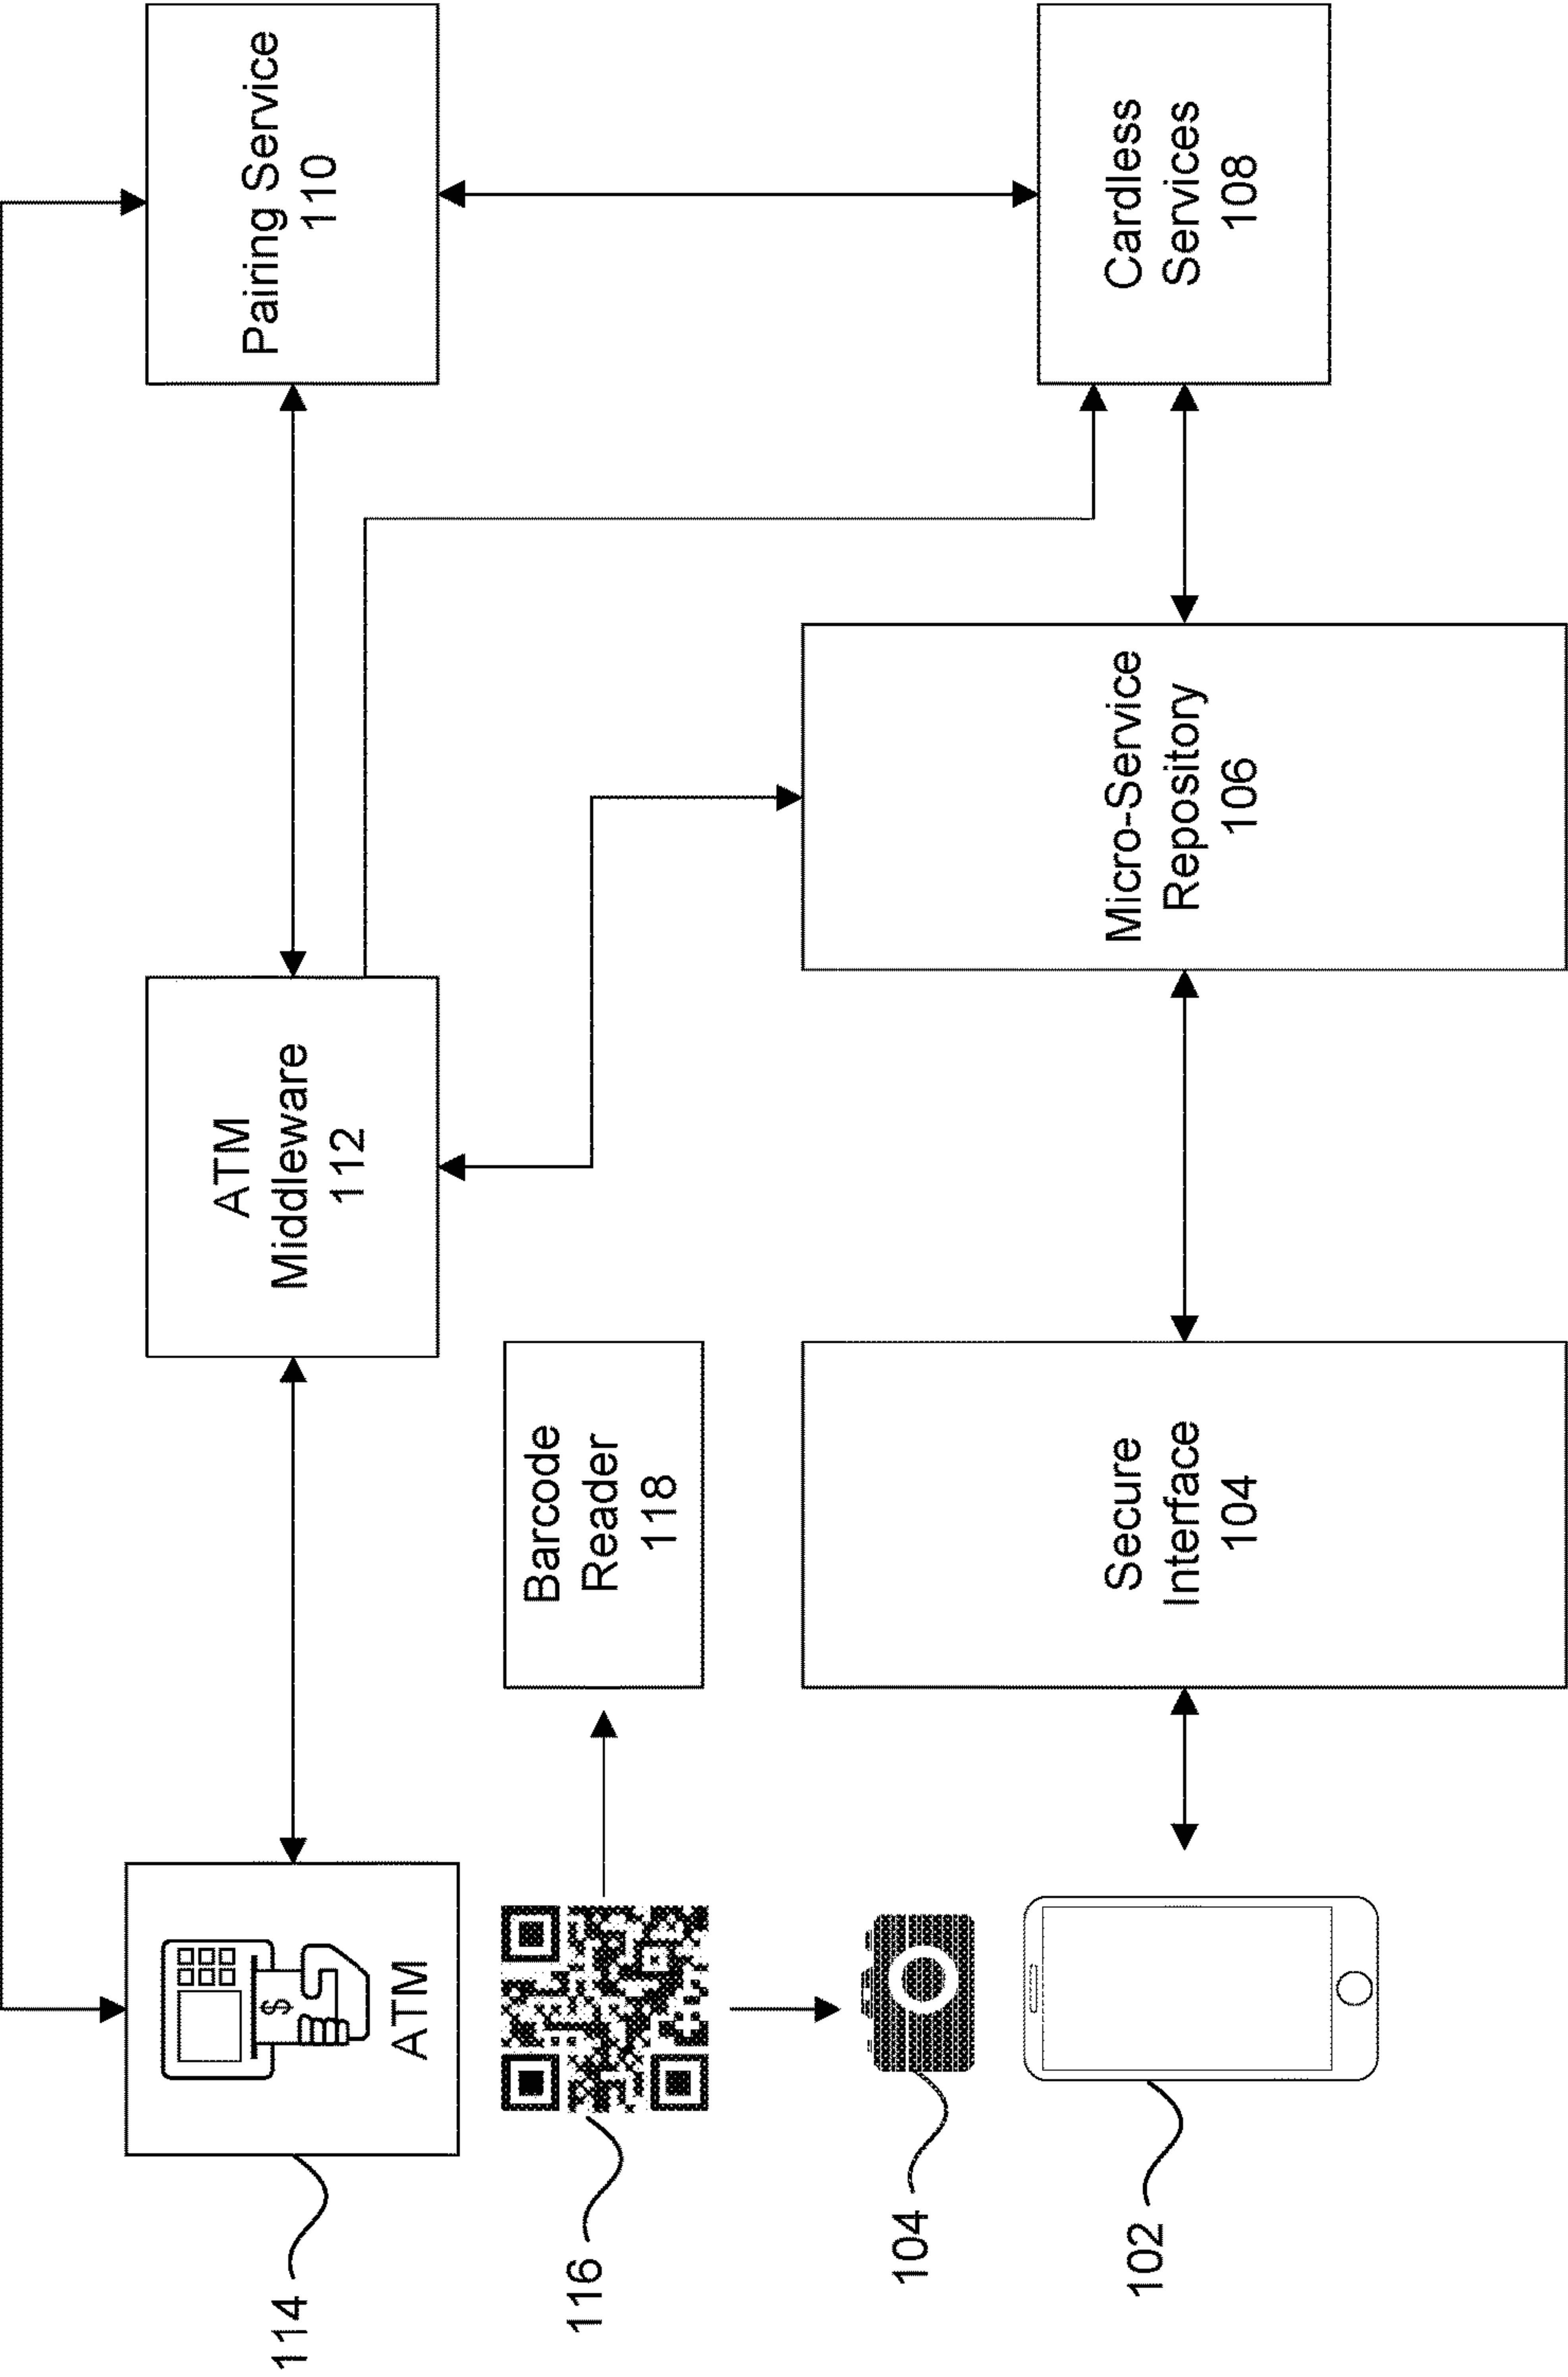 114
ATM
$
ATM
Middleware
112
Pairing Service
110
116
Barcode
Reader
118
104
102
Secure
Interface
104
Micro-Service
Repository
106
Cardless
Services
108